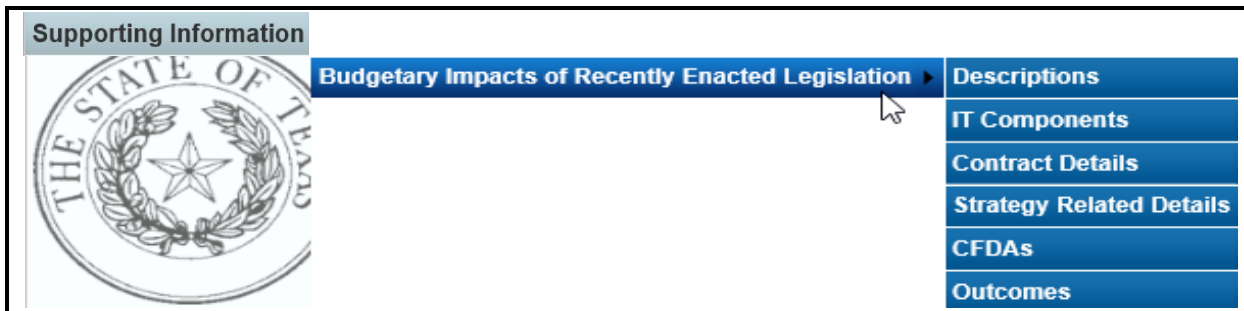 Supporting Information
THE STATE OF TEXAS
Budgetary Impacts of Recently Enacted Legislation
Descriptions
IT Components
Contract Details
Strategy Related Details
CFDAs
Outcomes